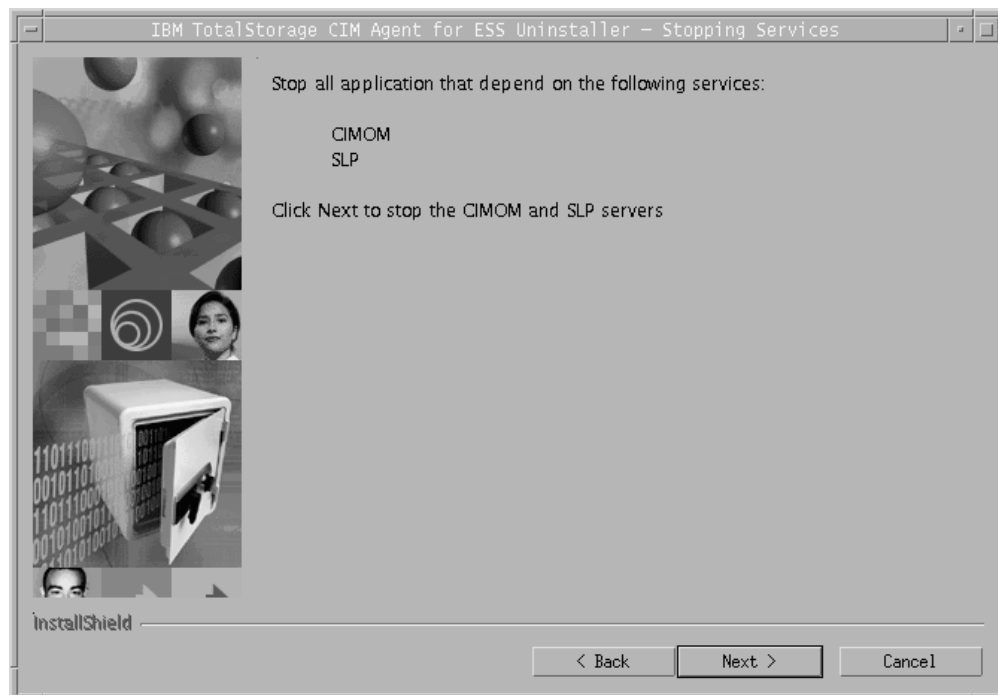 IBM TotalStorage CIM Agent for ESS Uninstaller — Stopping Services
Stop all application that depend on the following services:
CIMOM
SLP
Click Next to stop the CIMOM and SLP servers
InstallShield
< Back
Next >
Cancel